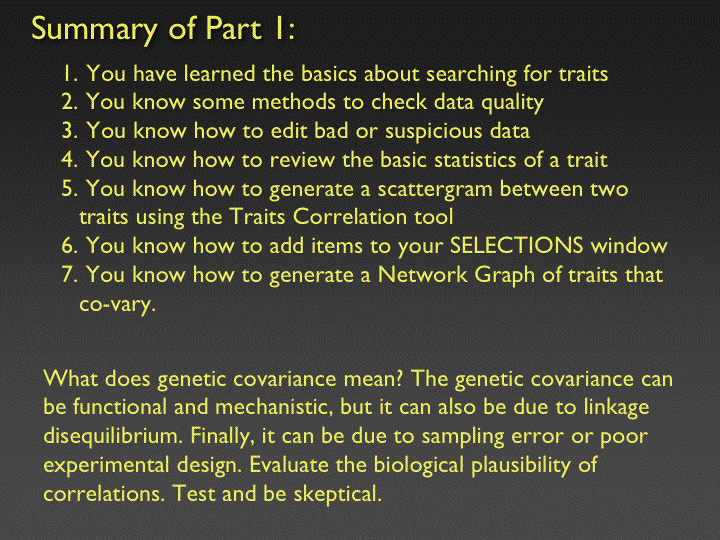 Summary of Part 1:
1. You have learned the basics about searching for traits
2. You know some methods to check data quality
3. You know how to edit bad or suspicious data
4. You know how to review the basic statistics of a trait
5. You know how to generate a scattergram between two
traits using the Traits Correlation tool
6. You know how to add items to your SELECTIONS window
7. You know how to generate a Network Graph of traits that
co-vary.
What does genetic covariance mean? The genetic covariance can
be functional and mechanistic, but it can also be due to linkage
disequilibrium. Finally, it can be due to sampling error or poor
experimental design. Evaluate the biological plausibility of
correlations. Test and be skeptical.